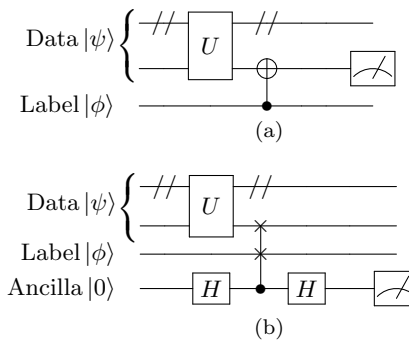 Data |ψ⟩
U
Label |ϕ⟩
(a)
Data |ψ⟩
U
Label |ϕ⟩
Ancilla |0⟩ H H
(b)